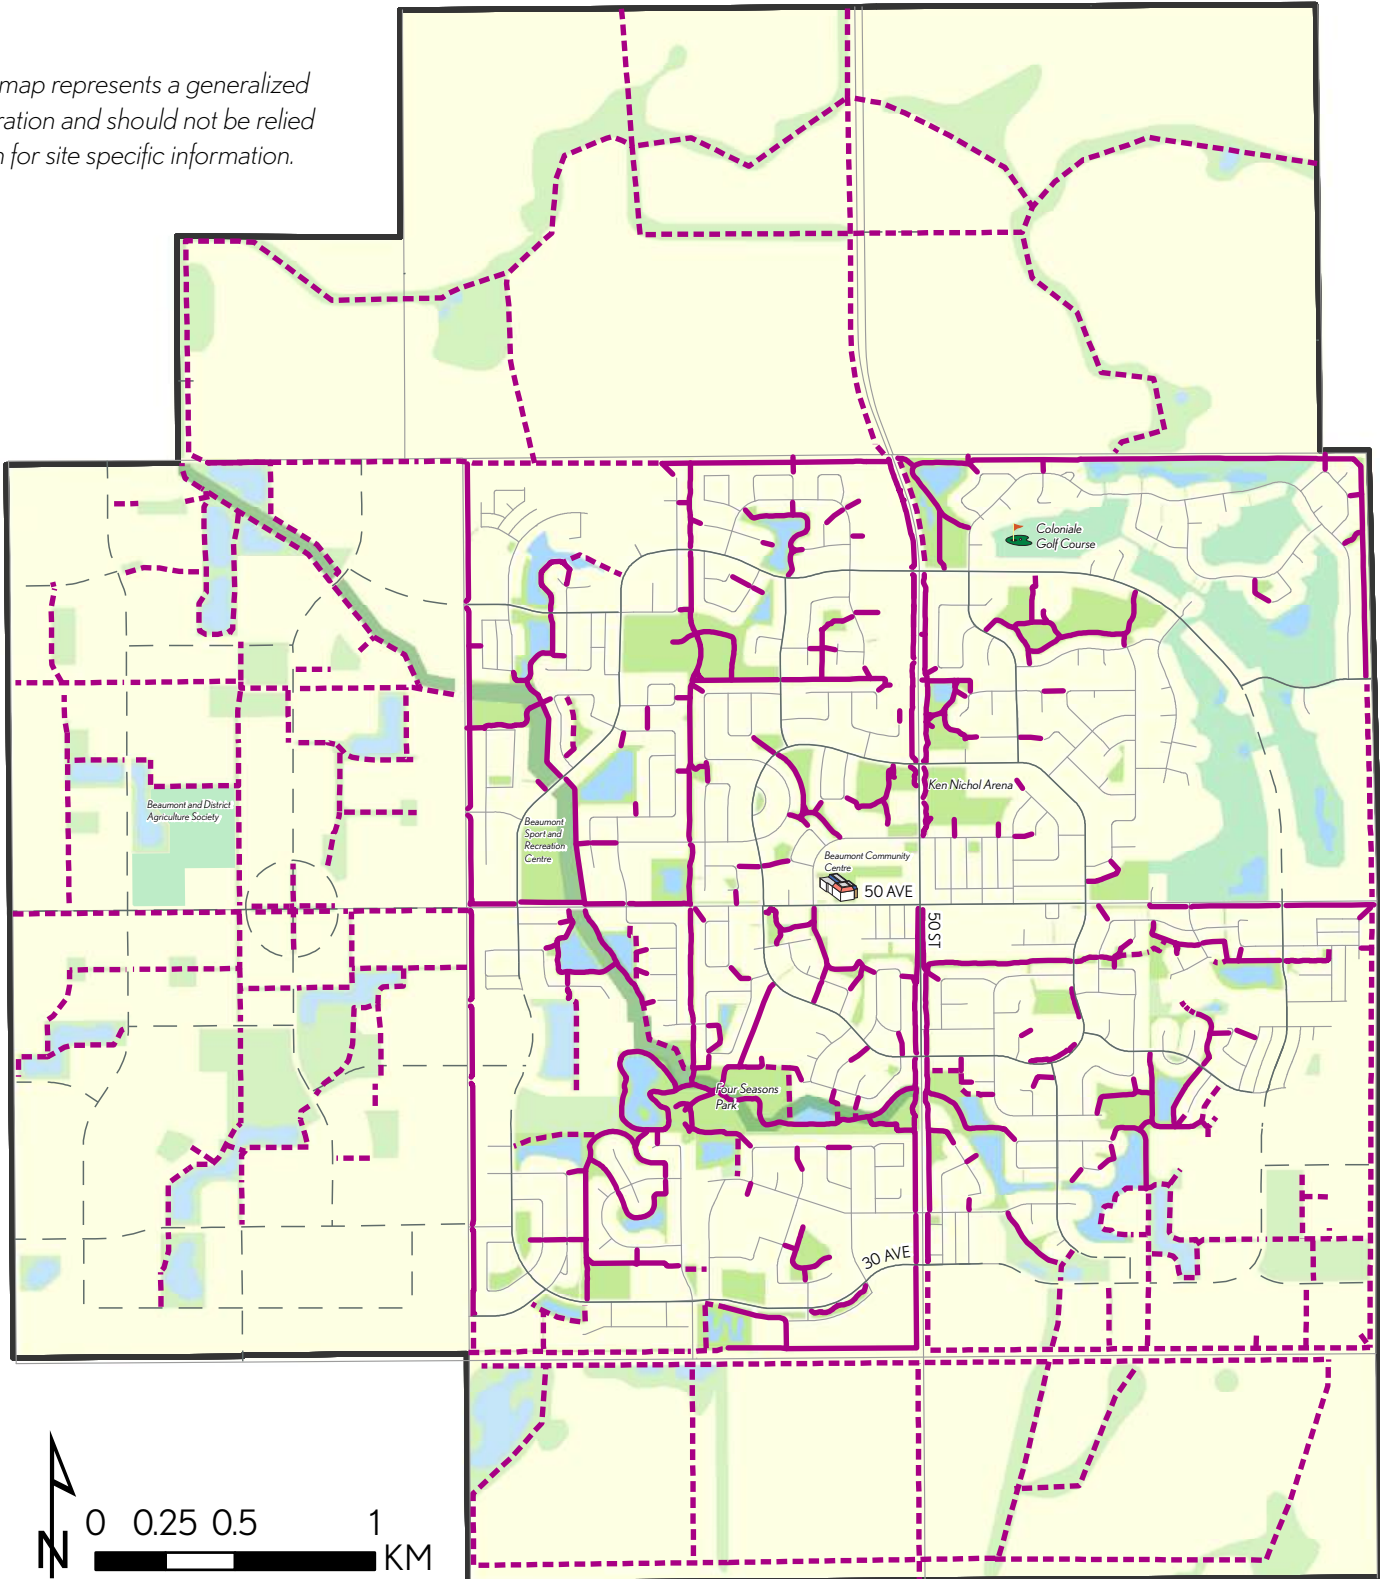 map represents a generalized
ration and should not be relied
for site specific information.
Coloniale
Golf Course
Ken Nichol Arena
Beaumont and District
Agriculture Society
Beaumont
Sport and
Recreation
Centre
Beaumont Community
Centre
50 AVE
50 ST
Four Seasons
Park
30 AVE
0 0.25 0.5 1
KM
N